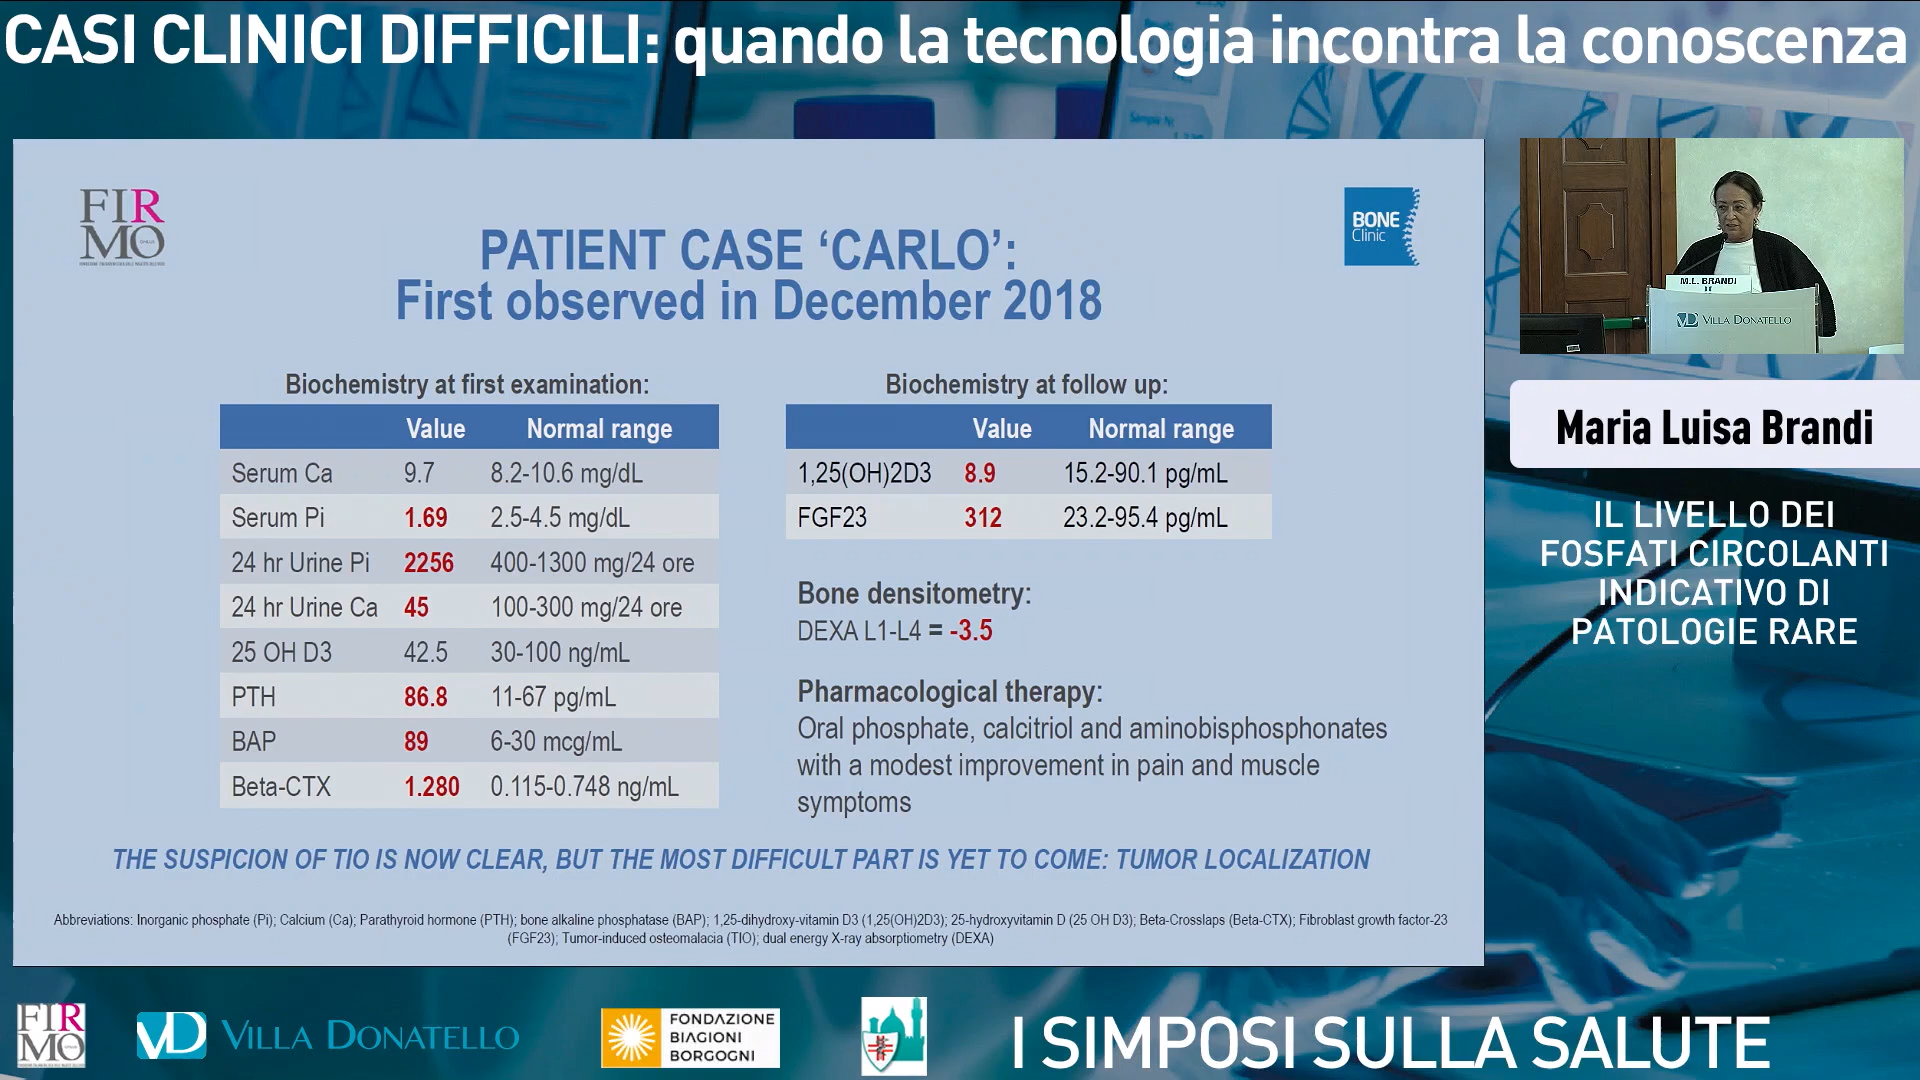 CASI CLINICI DIFFICILI: quando la tecnologia incontra la conoscenza
FIR
MO
BONE
Clinic
PATIENT CASE ‘CARLO’:
First observed in December 2018
Biochemistry at first examination:
Value Normal range
Serum Ca 9.7 8.2-10.6 mg/dL
Serum Pi 1.69 2.5-4.5 mg/dL
24 hr Urine Pi 2256 400-1300 mg/24 ore
24 hr Urine Ca 45 100-300 mg/24 ore
25 OH D3 42.5 30-100 ng/mL
PTH 86.8 11-67 pg/mL
BAP 89 6-30 mcg/mL
Beta-CTX 1.280 0.115-0.748 ng/mL
Biochemistry at follow up:
Value Normal range
1,25(OH)2D3 8.9 15.2-90.1 pg/mL
FGF23 312 23.2-95.4 pg/mL
Bone densitometry:
DEXA L1-L4 = -3.5
Pharmacological therapy:
Oral phosphate, calcitriol and aminobisphosphonates
with a modest improvement in pain and muscle
symptoms
THE SUSPICION OF TIO IS NOW CLEAR, BUT THE MOST DIFFICULT PART IS YET TO COME: TUMOR LOCALIZATION
Abbreviations: Inorganic phosphate (Pi); Calcium (Ca); Parathyroid hormone (PTH); bone alkaline phosphatase (BAP); 1,25-dihydroxy-vitamin D3 (1,25(OH)2D3); 25-hydroxyvitamin D (25 OH D3); Beta-Crosslaps (Beta-CTX); Fibroblast growth factor-23
(FGF23); Tumor-induced osteomalacia (TIO); dual energy X-ray absorptiometry (DEXA)
M.L. BRANDI
VD VILLA DONATELLO
Maria Luisa Brandi
IL LIVELLO DEI
FOSFATI CIRCOLANTI
INDICATIVO DI
PATOLOGIE RARE
FIR
MO
VD VILLA DONATELLO
FONDAZIONE
BIAGIONI
BORGOGNI
I SIMPOSI SULLA SALUTE